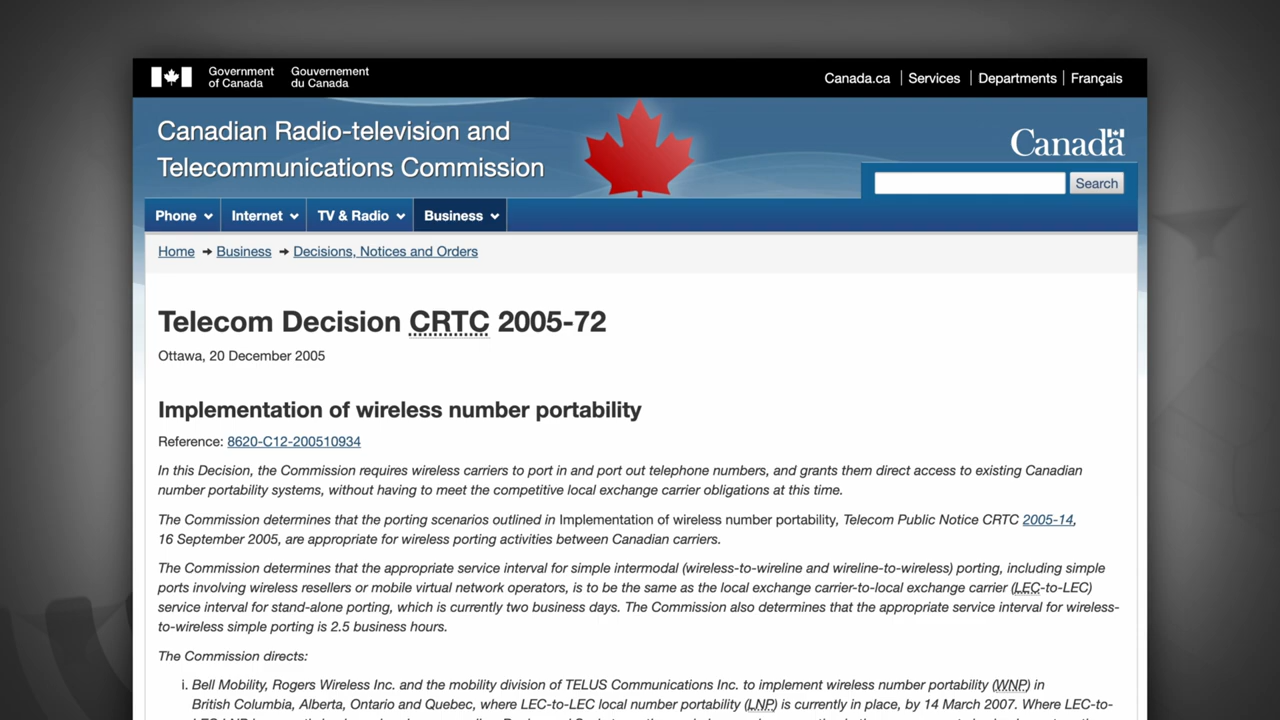 Government of Canada
Gouvernement du Canada
Canada.ca | Services | Departments | Français
Canadian Radio-television and
Telecommunications Commission
Canada
Search
Phone Internet TV & Radio Business
Home ➔ Business ➔ Decisions, Notices and Orders
Telecom Decision CRTC 2005-72
Ottawa, 20 December 2005
Implementation of wireless number portability
Reference: 8620-C12-200510934
In this Decision, the Commission requires wireless carriers to port in and port out telephone numbers, and grants them direct access to existing Canadian
number portability systems, without having to meet the competitive local exchange carrier obligations at this time.
The Commission determines that the porting scenarios outlined in Implementation of wireless number portability, Telecom Public Notice CRTC 2005-14,
16 September 2005, are appropriate for wireless porting activities between Canadian carriers.
The Commission determines that the appropriate service interval for simple intermodal (wireless-to-wireline and wireline-to-wireless) porting, including simple
ports involving wireless resellers or mobile virtual network operators, is to be the same as the local exchange carrier-to-local exchange carrier (LEC-to-LEC)
service interval for stand-alone porting, which is currently two business days. The Commission also determines that the appropriate service interval for wireless-
to-wireless simple porting is 2.5 business hours.
The Commission directs:
i. Bell Mobility, Rogers Wireless Inc. and the mobility division of TELUS Communications Inc. to implement wireless number portability (WNP) in
British Columbia, Alberta, Ontario and Quebec, where LEC-to-LEC local number portability (LNP) is currently in place, by 14 March 2007. Where LEC-to-